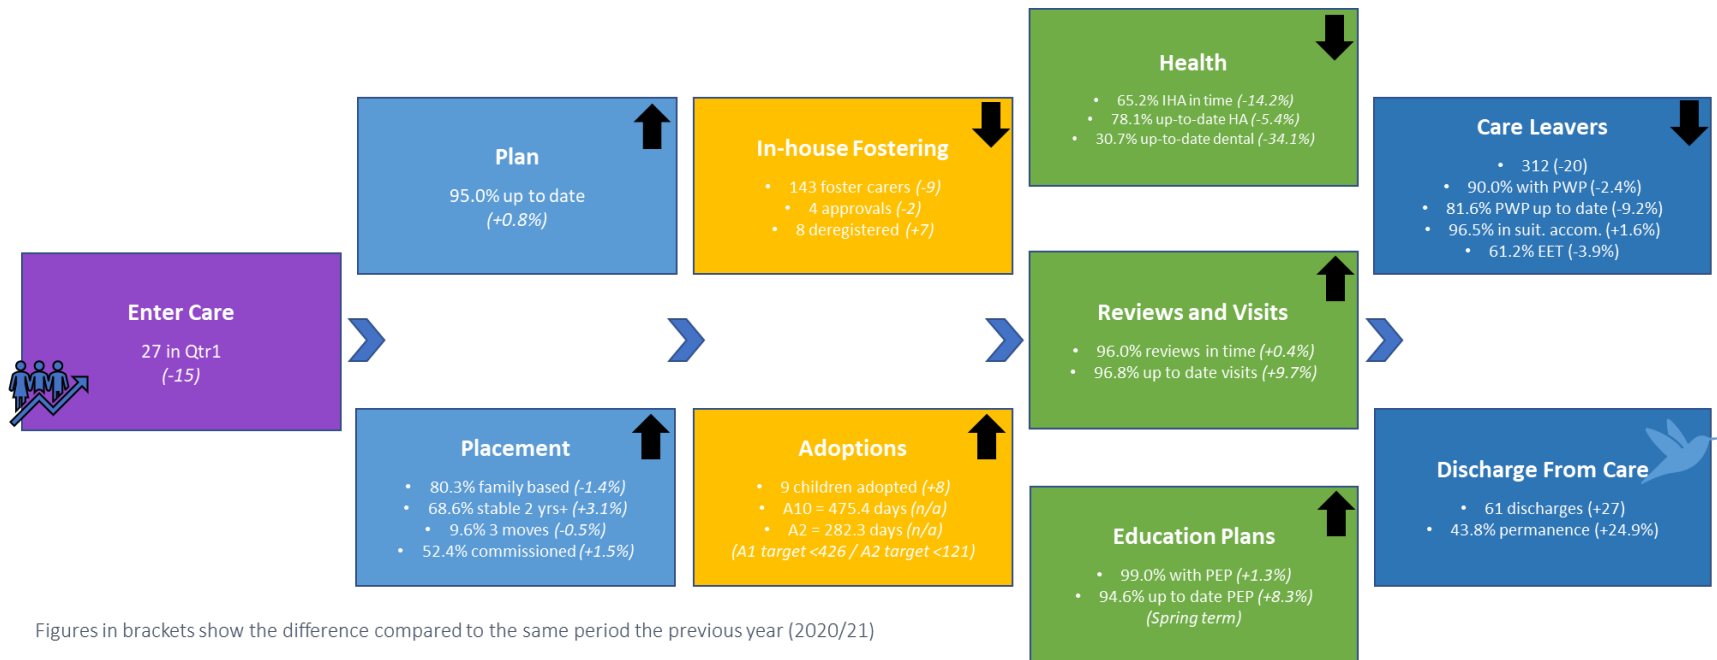 Enter Care
27 in Qtr1
(-15)
Plan
95.0% up to date
(+0.8%)
Placement
• 80.3% family based (-1.4%)
• 68.6% stable 2 yrs+ (+3.1%)
• 9.6% 3 moves (-0.5%)
• 52.4% commissioned (+1.5%)
In-house Fostering
• 143 foster carers (-9)
• 4 approvals (-2)
• 8 deregistered (+7)
Adoptions
• 9 children adopted (+8)
• A10 = 475.4 days (n/a)
• A2 = 282.3 days (n/a)
(A1 target <426 / A2 target <121)
Health
• 65.2% IHA in time (-14.2%)
• 78.1% up-to-date HA (-5.4%)
• 30.7% up-to-date dental (-34.1%)
Reviews and Visits
• 96.0% reviews in time (+0.4%)
• 96.8% up to date visits (+9.7%)
Education Plans
• 99.0% with PEP (+1.3%)
• 94.6% up to date PEP (+8.3%)
(Spring term)
Care Leavers
• 312 (-20)
• 90.0% with PWP (-2.4%)
• 81.6% PWP up to date (-9.2%)
• 96.5% in suit. accom. (+1.6%)
• 61.2% EET (-3.9%)
Discharge From Care
• 61 discharges (+27)
• 43.8% permanence (+24.9%)
Figures in brackets show the difference compared to the same period the previous year (2020/21)